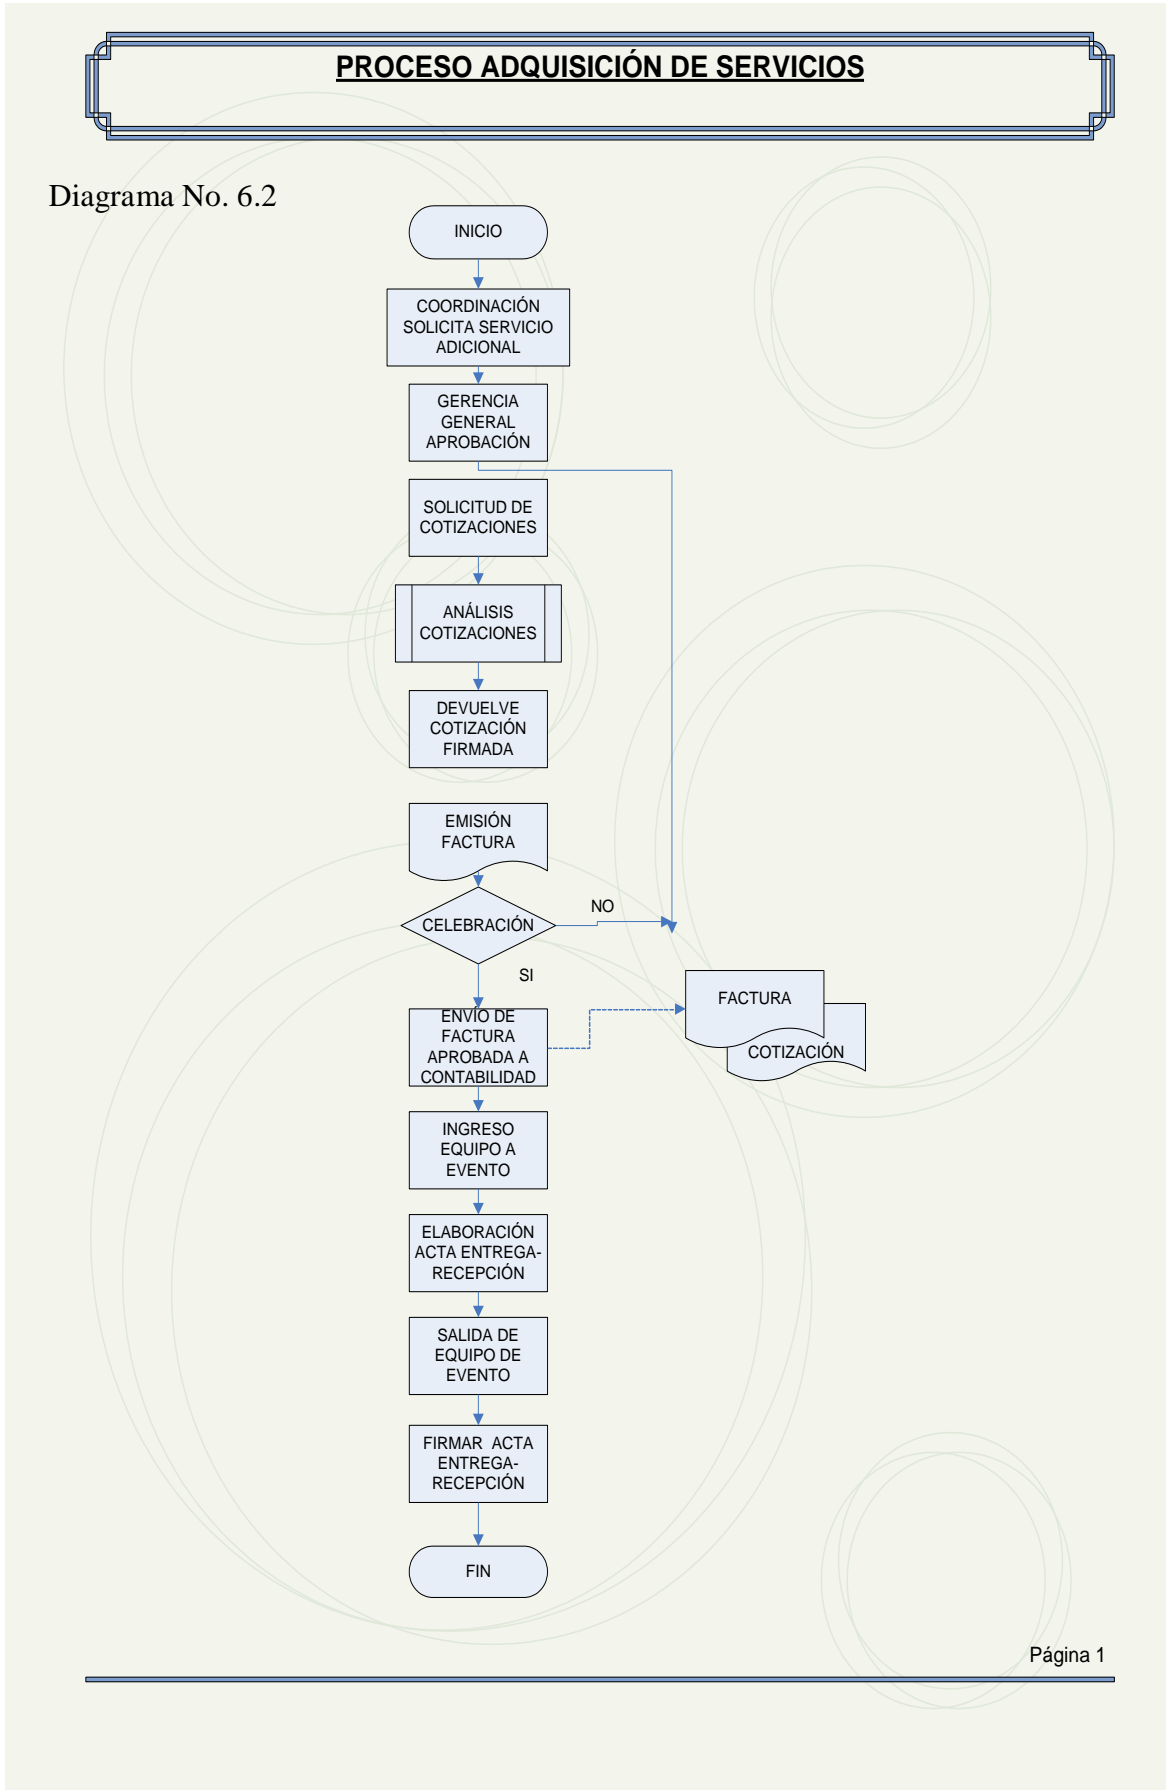 PROCESO ADQUISICIÓN DE SERVICIOS
Diagrama No. 6.2
INICIO
COORDINACIÓN
SOLICITA SERVICIO
ADICIONAL
GERENCIA
GENERAL
APROBACIÓN
SOLICITUD DE
COTIZACIONES
ANÁLISIS
COTIZACIONES
DEVUELVE
COTIZACIÓN
FIRMADA
EMISIÓN
FACTURA
CELEBRACIÓN
NO
SI
ENVÍO DE
FACTURA
APROBADA A
CONTABILIDAD
FACTURA
COTIZACIÓN
INGRESO
EQUIPO A
EVENTO
ELABORACIÓN
ACTA ENTREGA-
RECEPCIÓN
SALIDA DE
EQUIPO DE
EVENTO
FIRMAR ACTA
ENTREGA-
RECEPCIÓN
FIN
Página 1